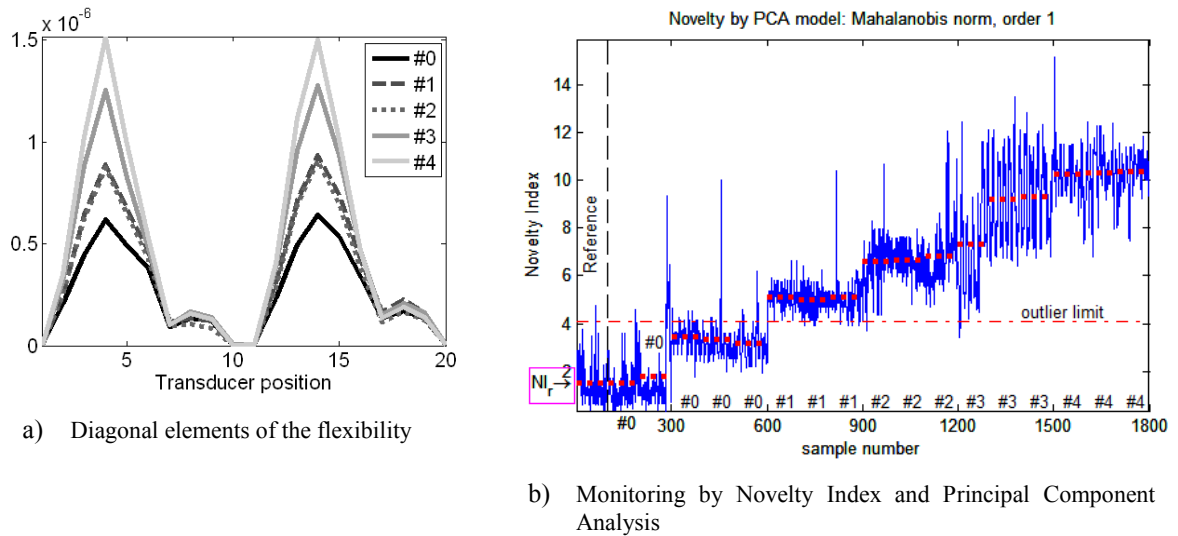 x 10⁻⁶
1.5
1
0.5
0
5
10
15
20
Transducer position
#0
#1
#2
#3
#4
a) Diagonal elements of the flexibility
Novelty by PCA model: Mahalanobis norm, order 1
Novelty Index
14
12
10
8
6
4
2
Reference
outlier limit
#0
NIr→
#0 #0 #0 #1 #1 #1 #2 #2 #2 #3 #3 #3 #4 #4 #4
#0
300 600 900 1200 1500 1800
sample number
b) Monitoring by Novelty Index and Principal Component
Analysis